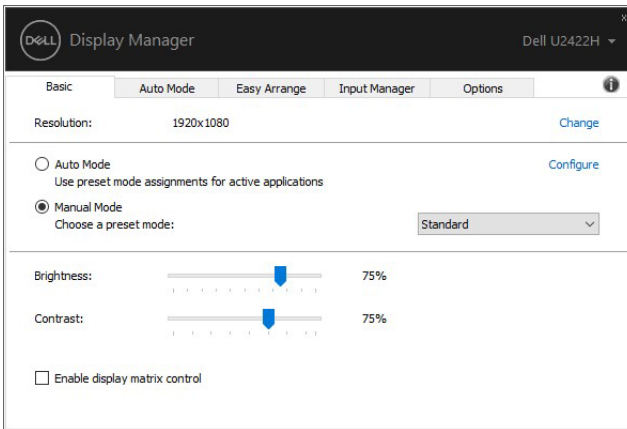 DELL Display Manager
Dell U2422H
x
Basic Auto Mode Easy Arrange Input Manager Options
Resolution: 1920x1080 Change
Auto Mode Configure
Use preset mode assignments for active applications
Manual Mode
Choose a preset mode: Standard
Brightness: 75%
Contrast: 75%
Enable display matrix control